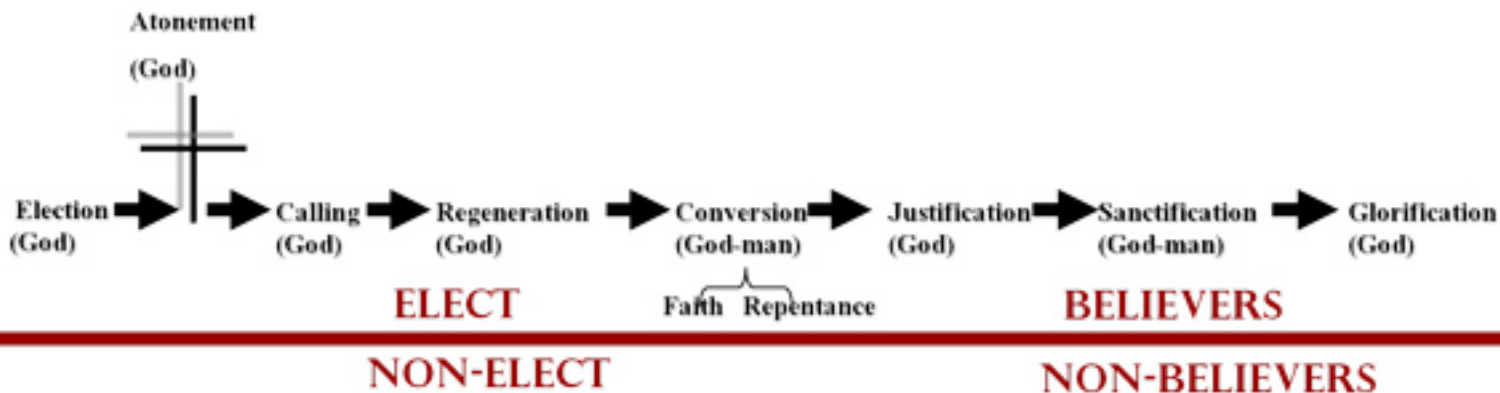 Atonement
(God)
Election
(God)
Calling
(God)
Regeneration
(God)
Conversion
(God-man)
Faith Repentance
Justification
(God)
Sanctification
(God-man)
Glorification
(God)
ELECT
BELIEVERS
NON-ELECT
NON-BELIEVERS